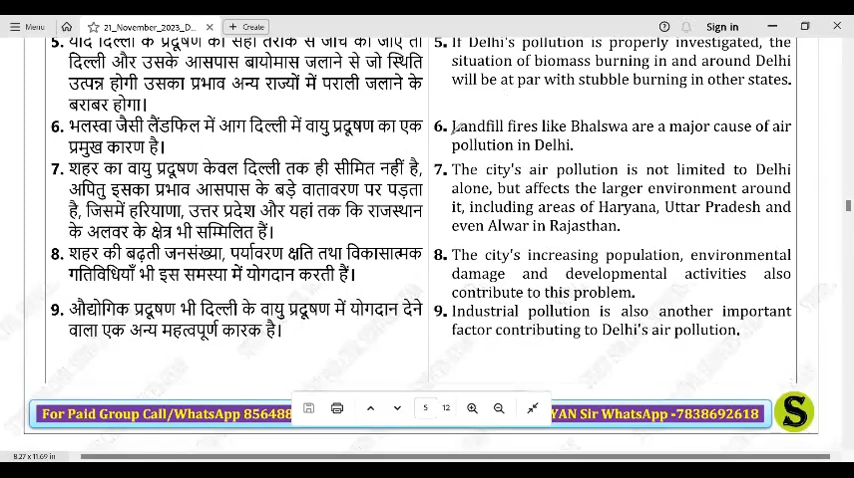 Menu
21_November_2023_D...
+ Create
Sign in
5. यदि दिल्ली के प्रदूषण की सही तरीके से जांच की जाए तो
दिल्ली और उसके आसपास बायोमास जलाने से जो स्थिति
उत्पन्न होगी उसका प्रभाव अन्य राज्यों में पराली जलाने के
बराबर होगा।
6. भलस्वा जैसी लैंडफिल में आग दिल्ली में वायु प्रदूषण का एक
प्रमुख कारण है।
7. शहर का वायु प्रदूषण केवल दिल्ली तक ही सीमित नहीं है,
अपितु इसका प्रभाव आसपास के बड़े वातावरण पर पड़ता
है, जिसमें हरियाणा, उत्तर प्रदेश और यहां तक कि राजस्थान
के अलवर के क्षेत्र भी सम्मिलित हैं।
8. शहर की बढ़ती जनसंख्या, पर्यावरण क्षति तथा विकासात्मक
गतिविधियाँ भी इस समस्या में योगदान करती हैं।
9. औद्योगिक प्रदूषण भी दिल्ली के वायु प्रदूषण में योगदान देने
वाला एक अन्य महत्वपूर्ण कारक है।
5. If Delhi's pollution is properly investigated, the
situation of biomass burning in and around Delhi
will be at par with stubble burning in other states.
6. Landfill fires like Bhalswa are a major cause of air
pollution in Delhi.
7. The city's air pollution is not limited to Delhi
alone, but affects the larger environment around
it, including areas of Haryana, Uttar Pradesh and
even Alwar in Rajasthan.
8. The city's increasing population, environmental
damage and developmental activities also
contribute to this problem.
9. Industrial pollution is also another important
factor contributing to Delhi's air pollution.
For Paid Group Call/WhatsApp 856488
5 12
YAN Sir WhatsApp -7838692618
S
8.27 x 11.69 in